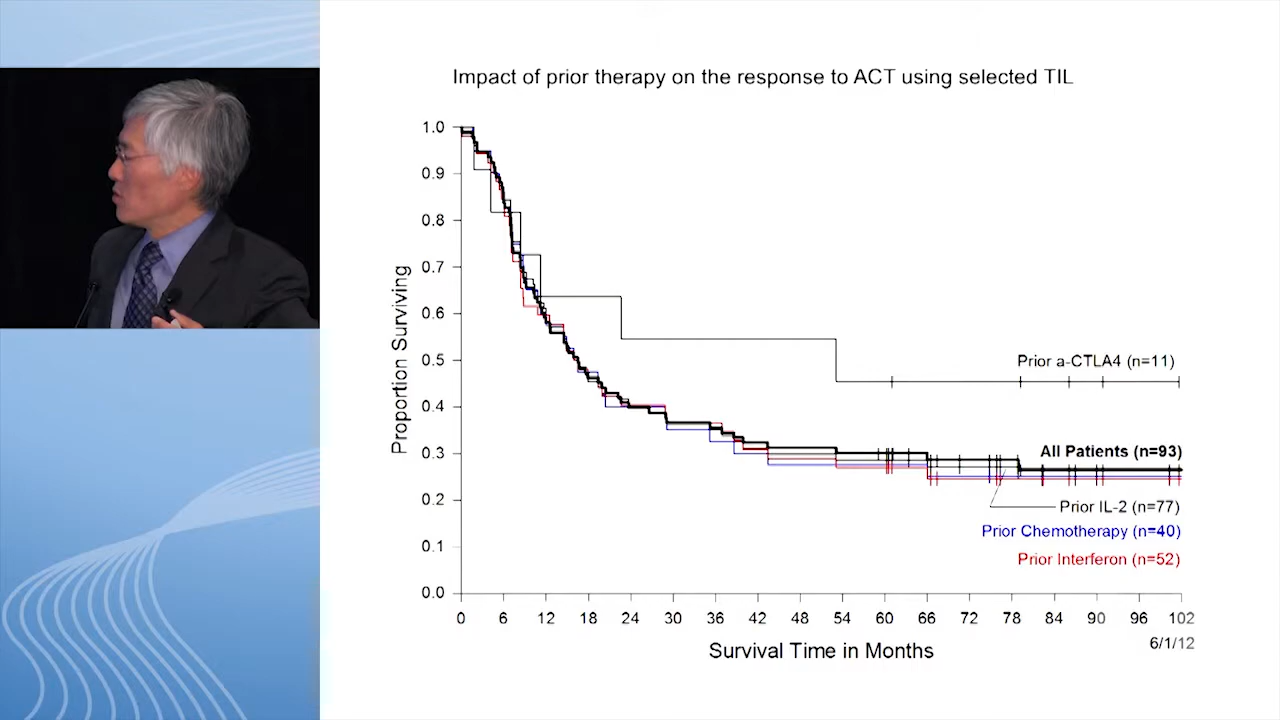 Impact of prior therapy on the response to ACT using selected TIL
1.0
0.9
0.8
0.7
0.6
0.5
0.4
0.3
0.2
0.1
0.0
Proportion Surviving
Prior a-CTLA4 (n=11)
All Patients (n=93)
Prior IL-2 (n=77)
Prior Chemotherapy (n=40)
Prior Interferon (n=52)
0 6 12 18 24 30 36 42 48 54 60 66 72 78 84 90 96 102
Survival Time in Months
6/1/12